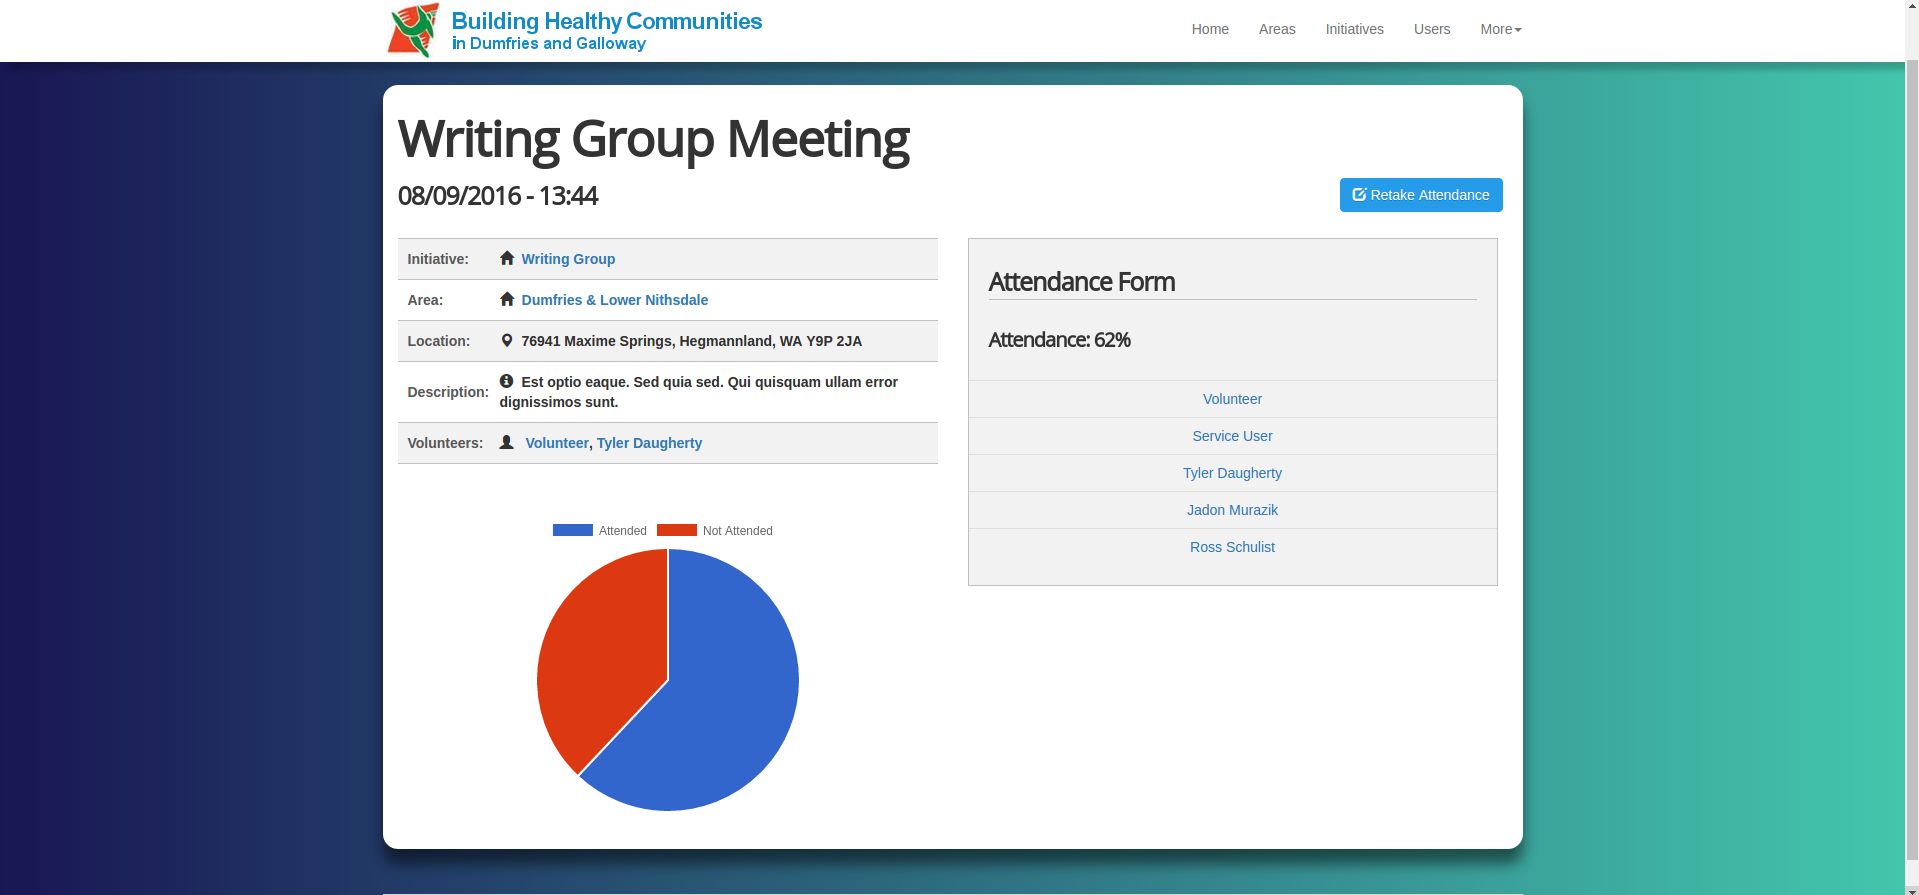 Building Healthy Communities
in Dumfries and Galloway
Home Areas Initiatives Users More
Writing Group Meeting
08/09/2016 - 13:44
Retake Attendance
Initiative: Writing Group
Area: Dumfries & Lower Nithsdale
Location: 76941 Maxime Springs, Hegmannland, WA Y9P 2JA
Description: Est optio eaque. Sed quia sed. Qui quisquam ullam error
dignissimos sunt.
Volunteers: Volunteer, Tyler Daugherty
Attended Not Attended
Attendance Form
Attendance: 62%
Volunteer
Service User
Tyler Daugherty
Jadon Murazik
Ross Schulist